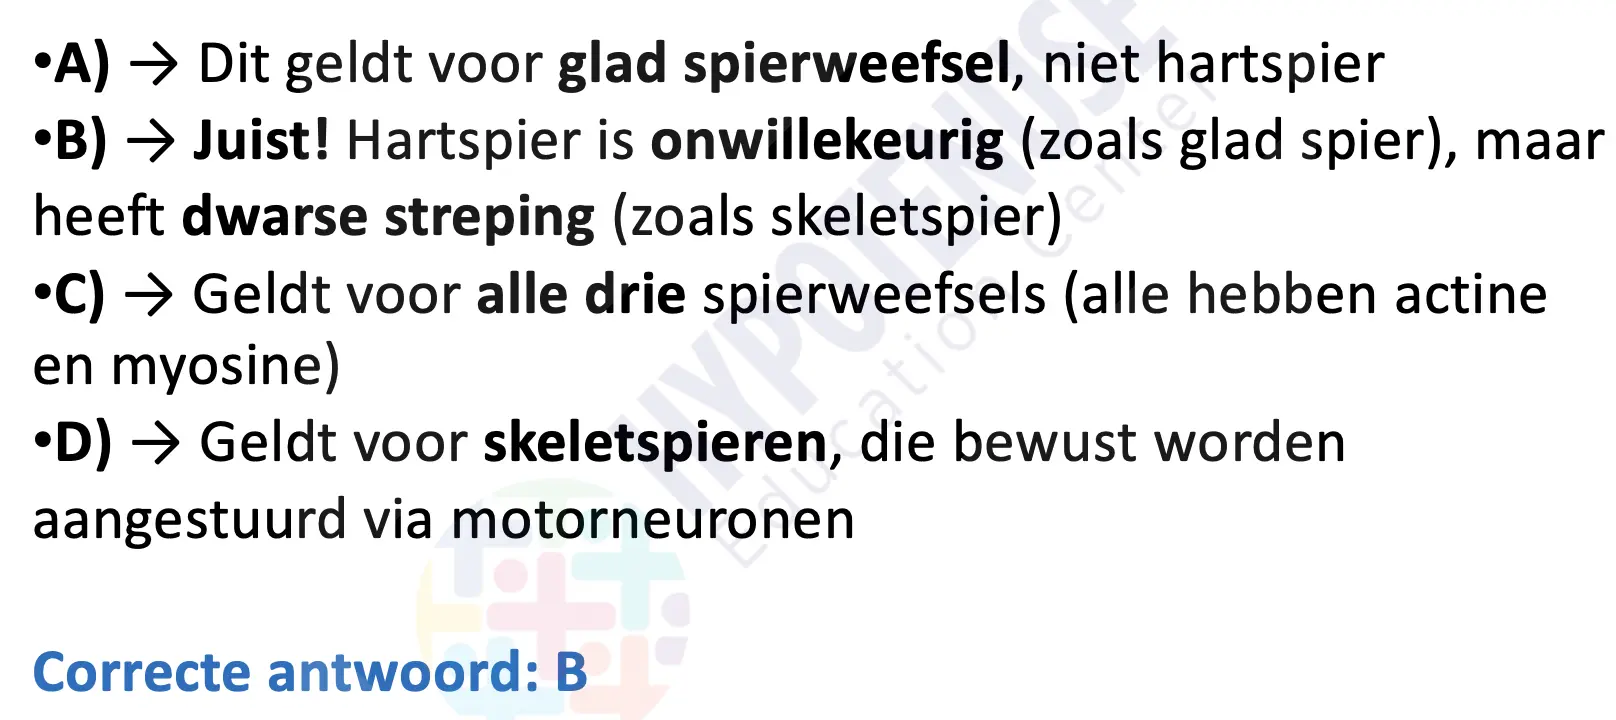 •A) → Dit geldt voor glad spierweefsel, niet hartspier
•B) → Juist! Hartspier is onwillekeurig (zoals glad spier), maar
heeft dwarse streping (zoals skeletspier)
•C) → Geldt voor alle drie spierweefsels (alle hebben actine
en myosine)
•D) → Geldt voor skeletspieren, die bewust worden
aangestuurd via motorneuronen
Correcte antwoord: B
HYPOTENUSE
Education Center